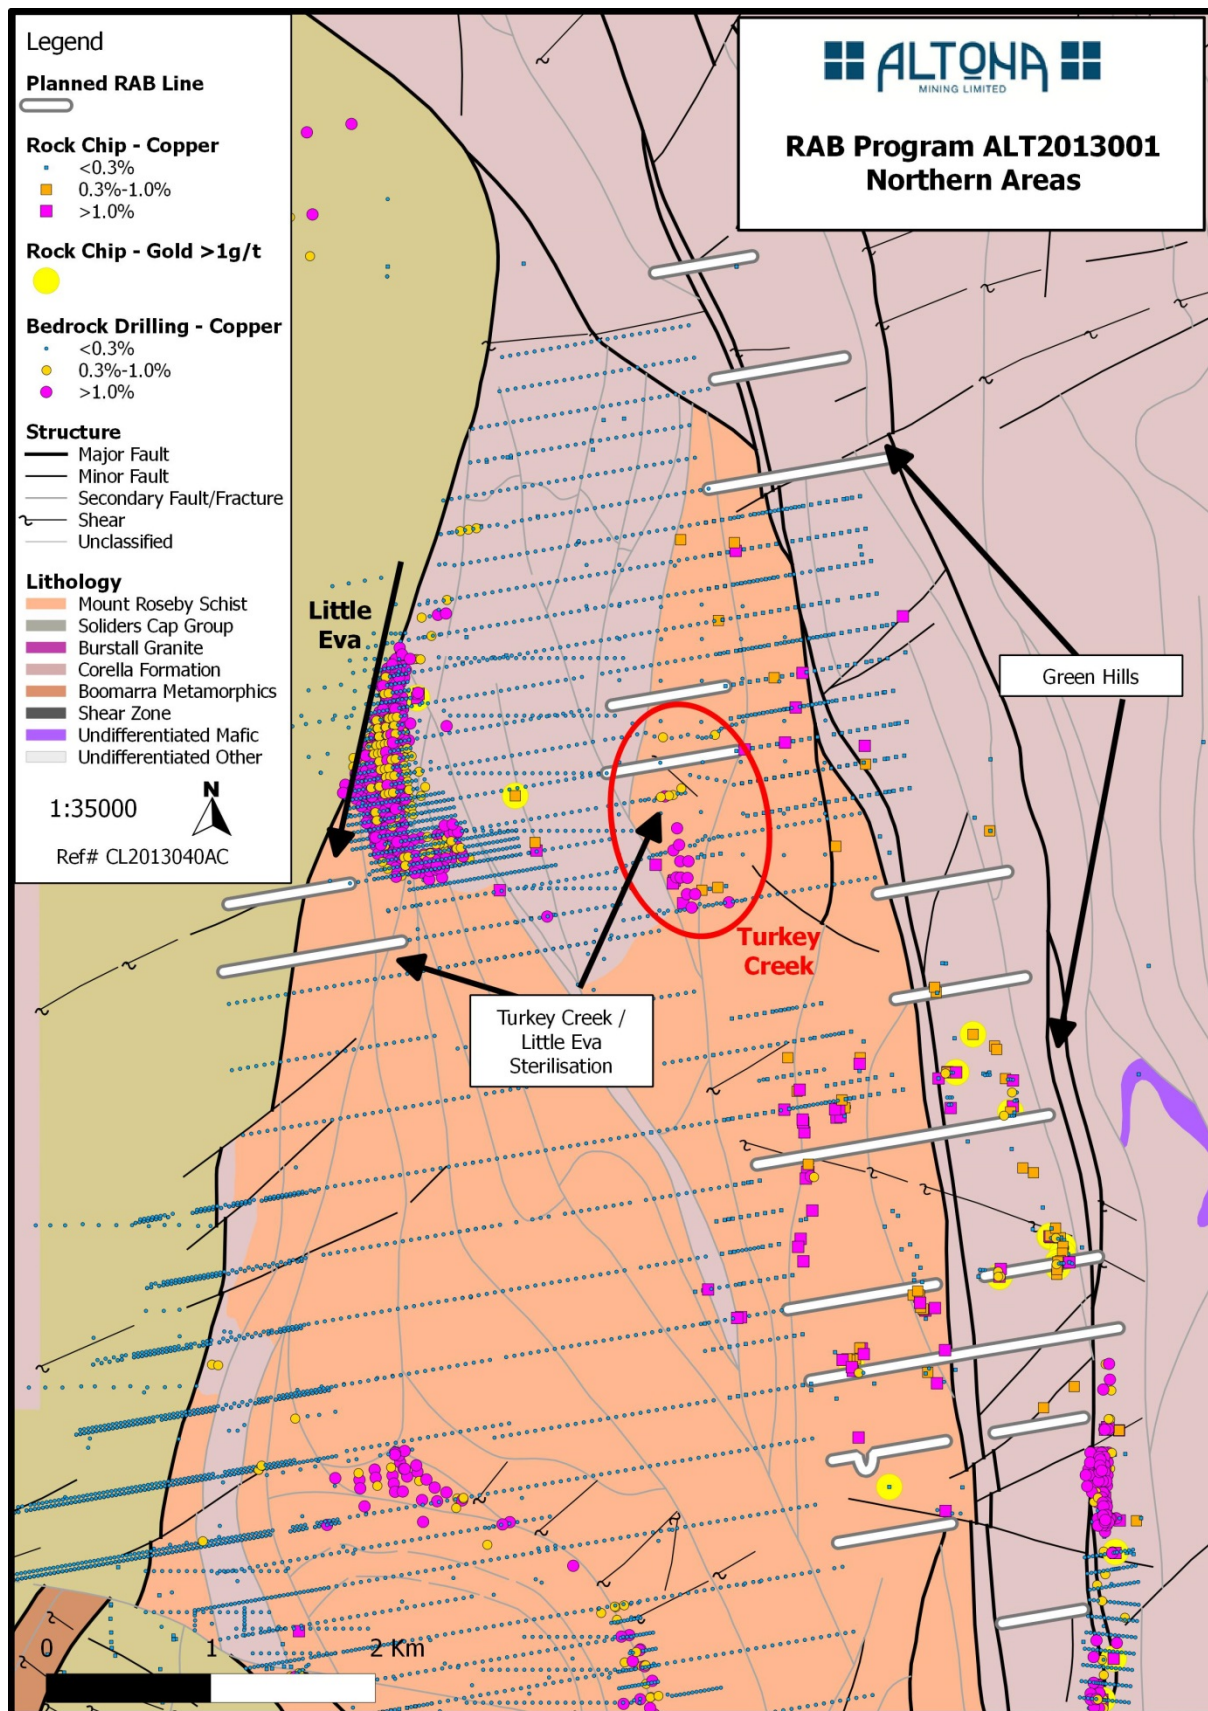 Legend
Planned RAB Line
Rock Chip - Copper
<0.3%
0.3%-1.0%
>1.0%
Rock Chip - Gold >1g/t
Bedrock Drilling - Copper
<0.3%
0.3%-1.0%
>1.0%
Structure
Major Fault
Minor Fault
Secondary Fault/Fracture
Shear
Unclassified
Lithology
Mount Roseby Schist
Soliders Cap Group
Burstall Granite
Corella Formation
Boomarra Metamorphics
Shear Zone
Undifferentiated Mafic
Undifferentiated Other
1:35000
N
Ref# CL2013040AC
ALTONA
MINING LIMITED
RAB Program ALT2013001
Northern Areas
Little
Eva
Green Hills
Turkey
Creek
Turkey Creek /
Little Eva
Sterilisation
0 1 2 Km